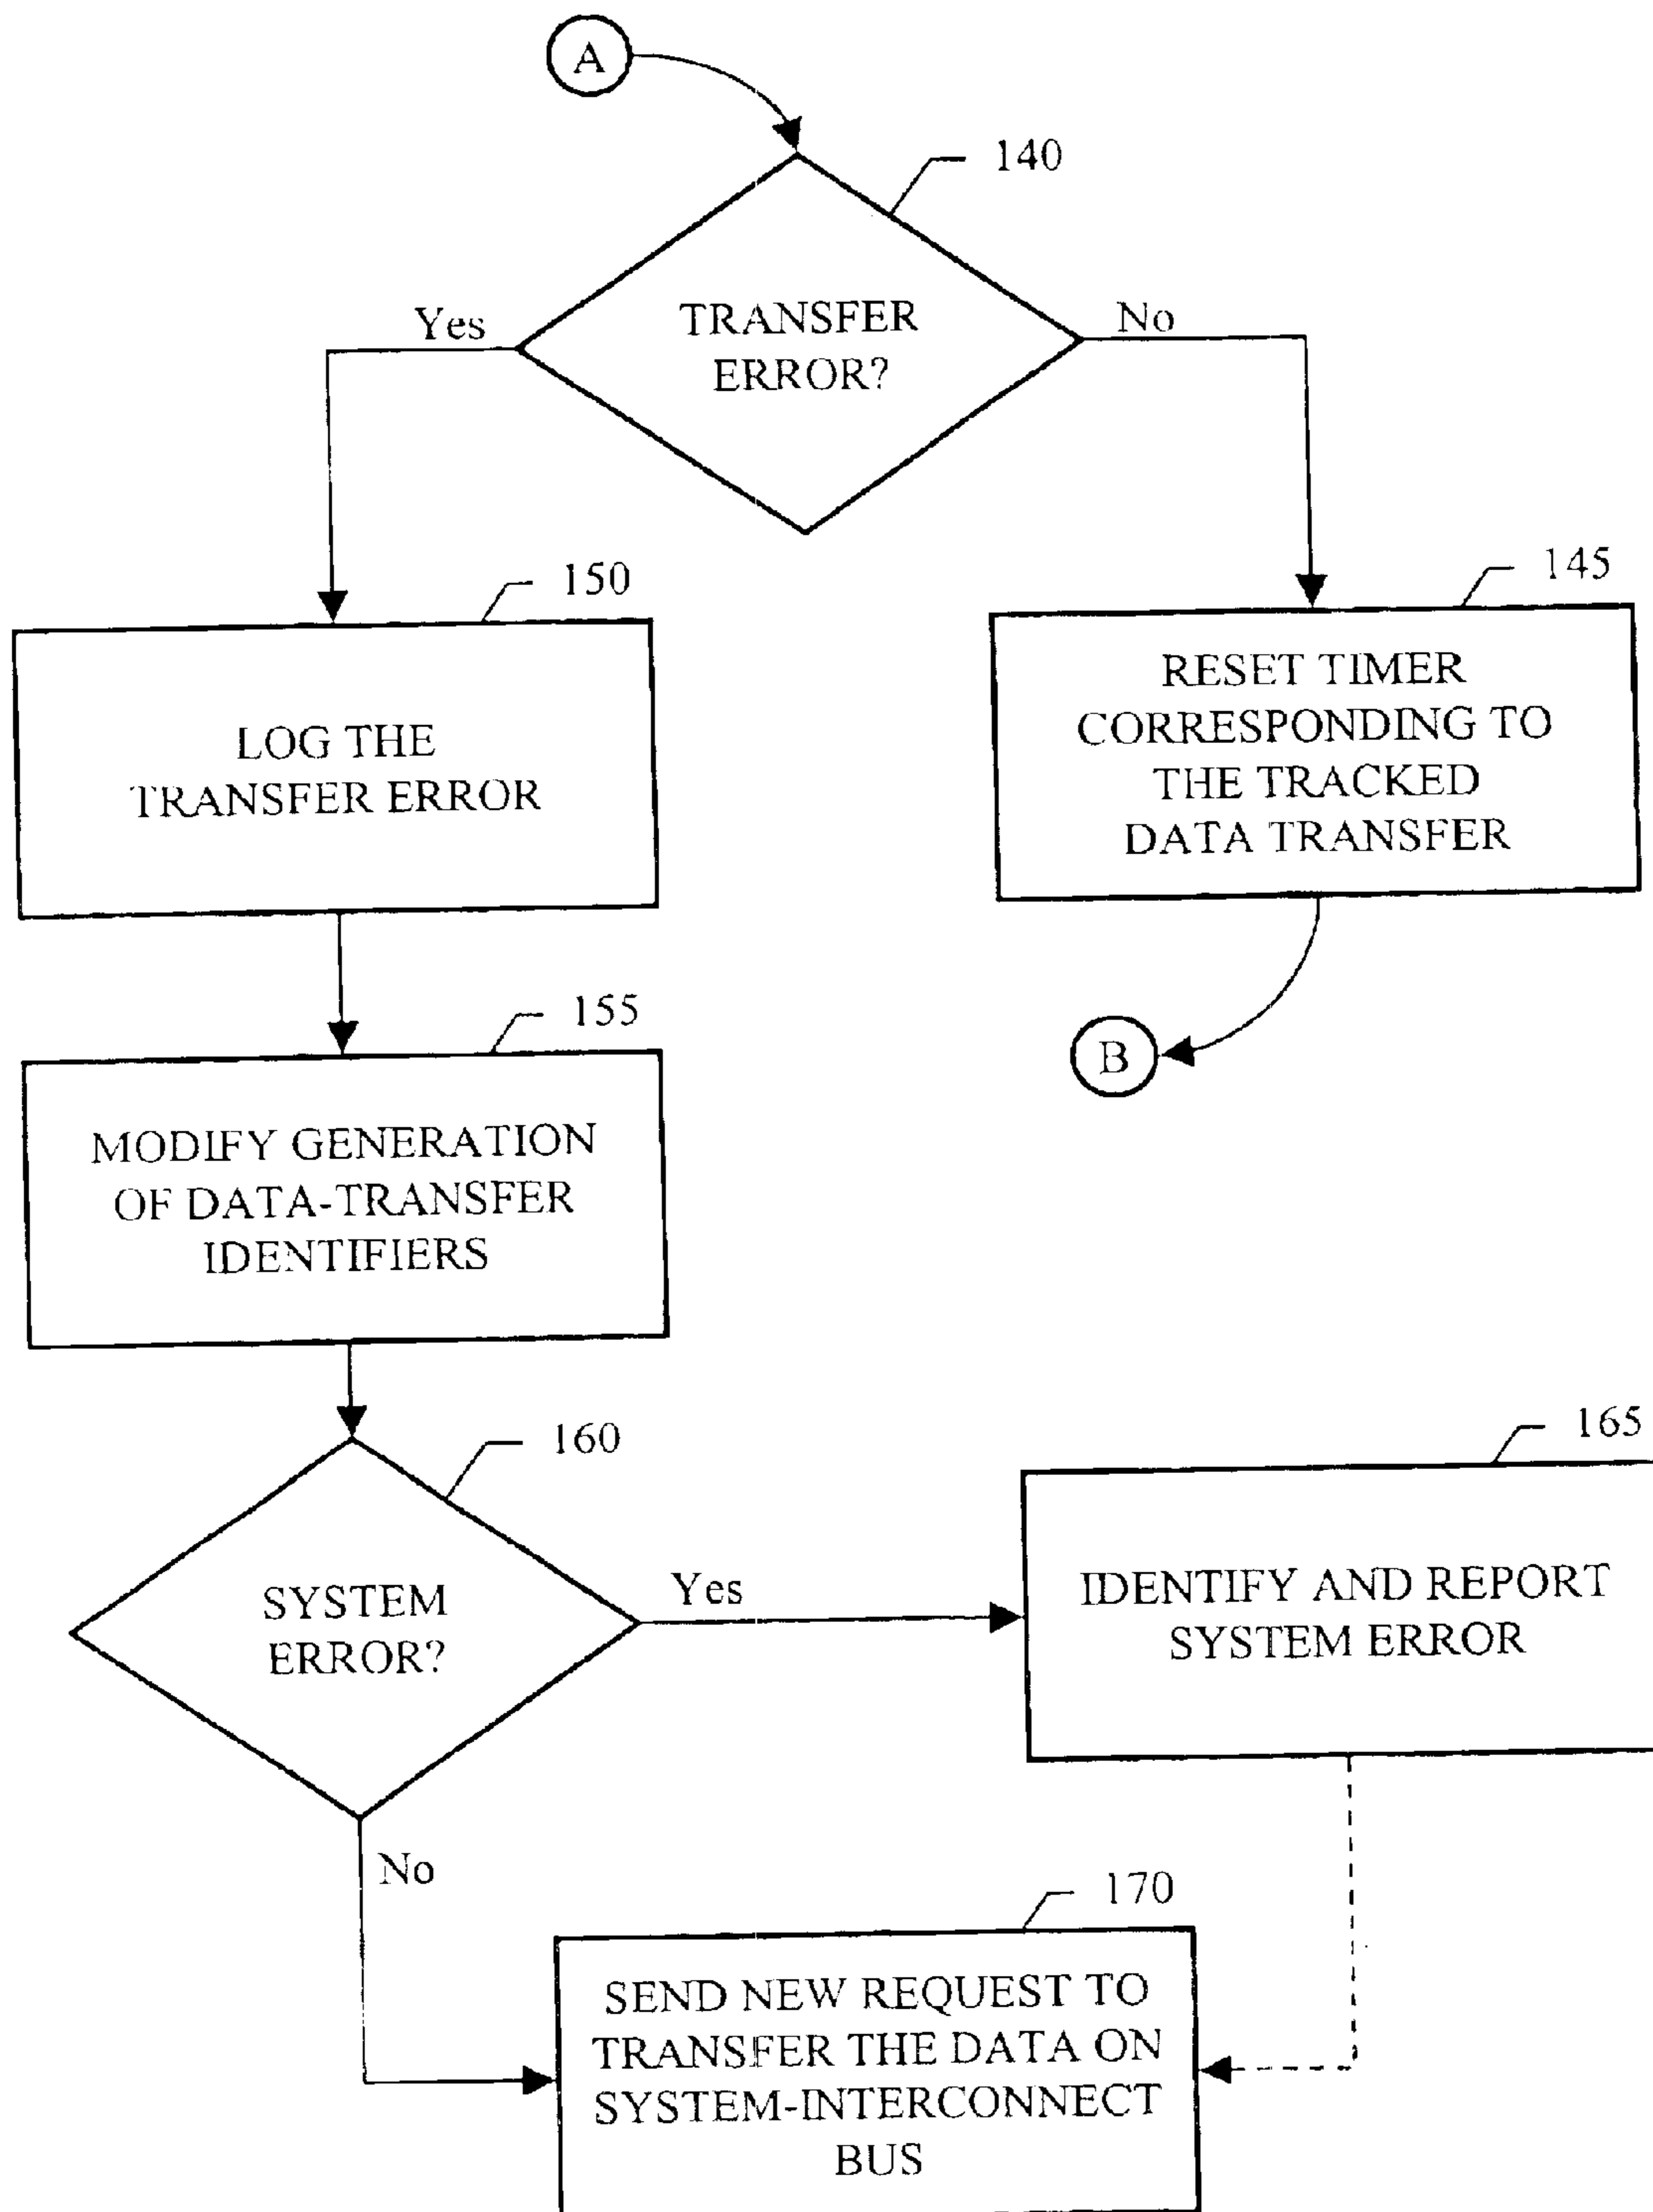 A
140
TRANSFER
ERROR?
Yes
No
150
LOG THE
TRANSFER ERROR
145
RESET TIMER
CORRESPONDING TO
THE TRACKED
DATA TRANSFER
155
MODIFY GENERATION
OF DATA-TRANSFER
IDENTIFIERS
B
160
SYSTEM
ERROR?
Yes
No
165
IDENTIFY AND REPORT
SYSTEM ERROR
170
SEND NEW REQUEST TO
TRANSFER THE DATA ON
SYSTEM-INTERCONNECT
BUS